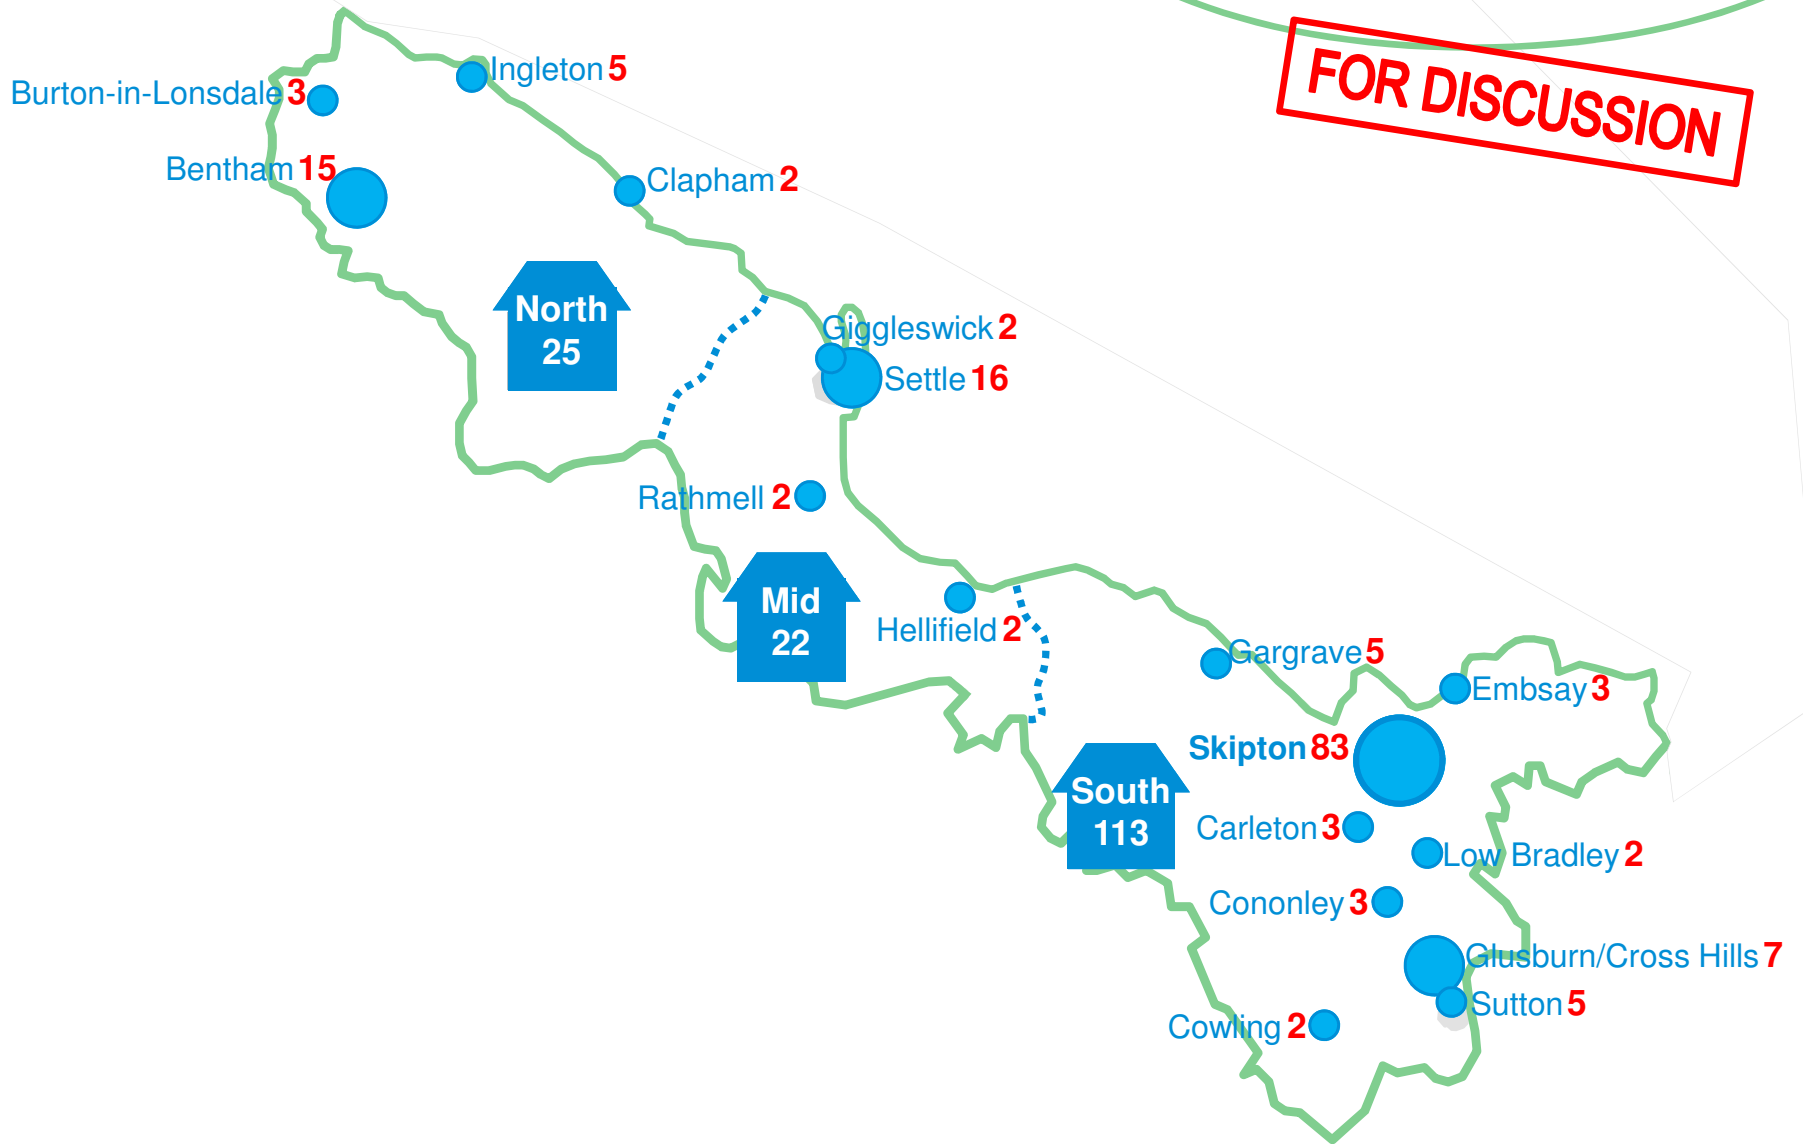 FOR DISCUSSION
Ingleton 5
Burton-in-Lonsdale 3
Bentham 15
Clapham 2
North
25
Giggleswick 2
Settle 16
Rathmell 2
Mid
22
Hellifield 2
Gargrave 5
Embsay 3
Skipton 83
South
113
Carleton 3
Low Bradley 2
Cononley 3
Glusburn/Cross Hills 7
Sutton 5
Cowling 2